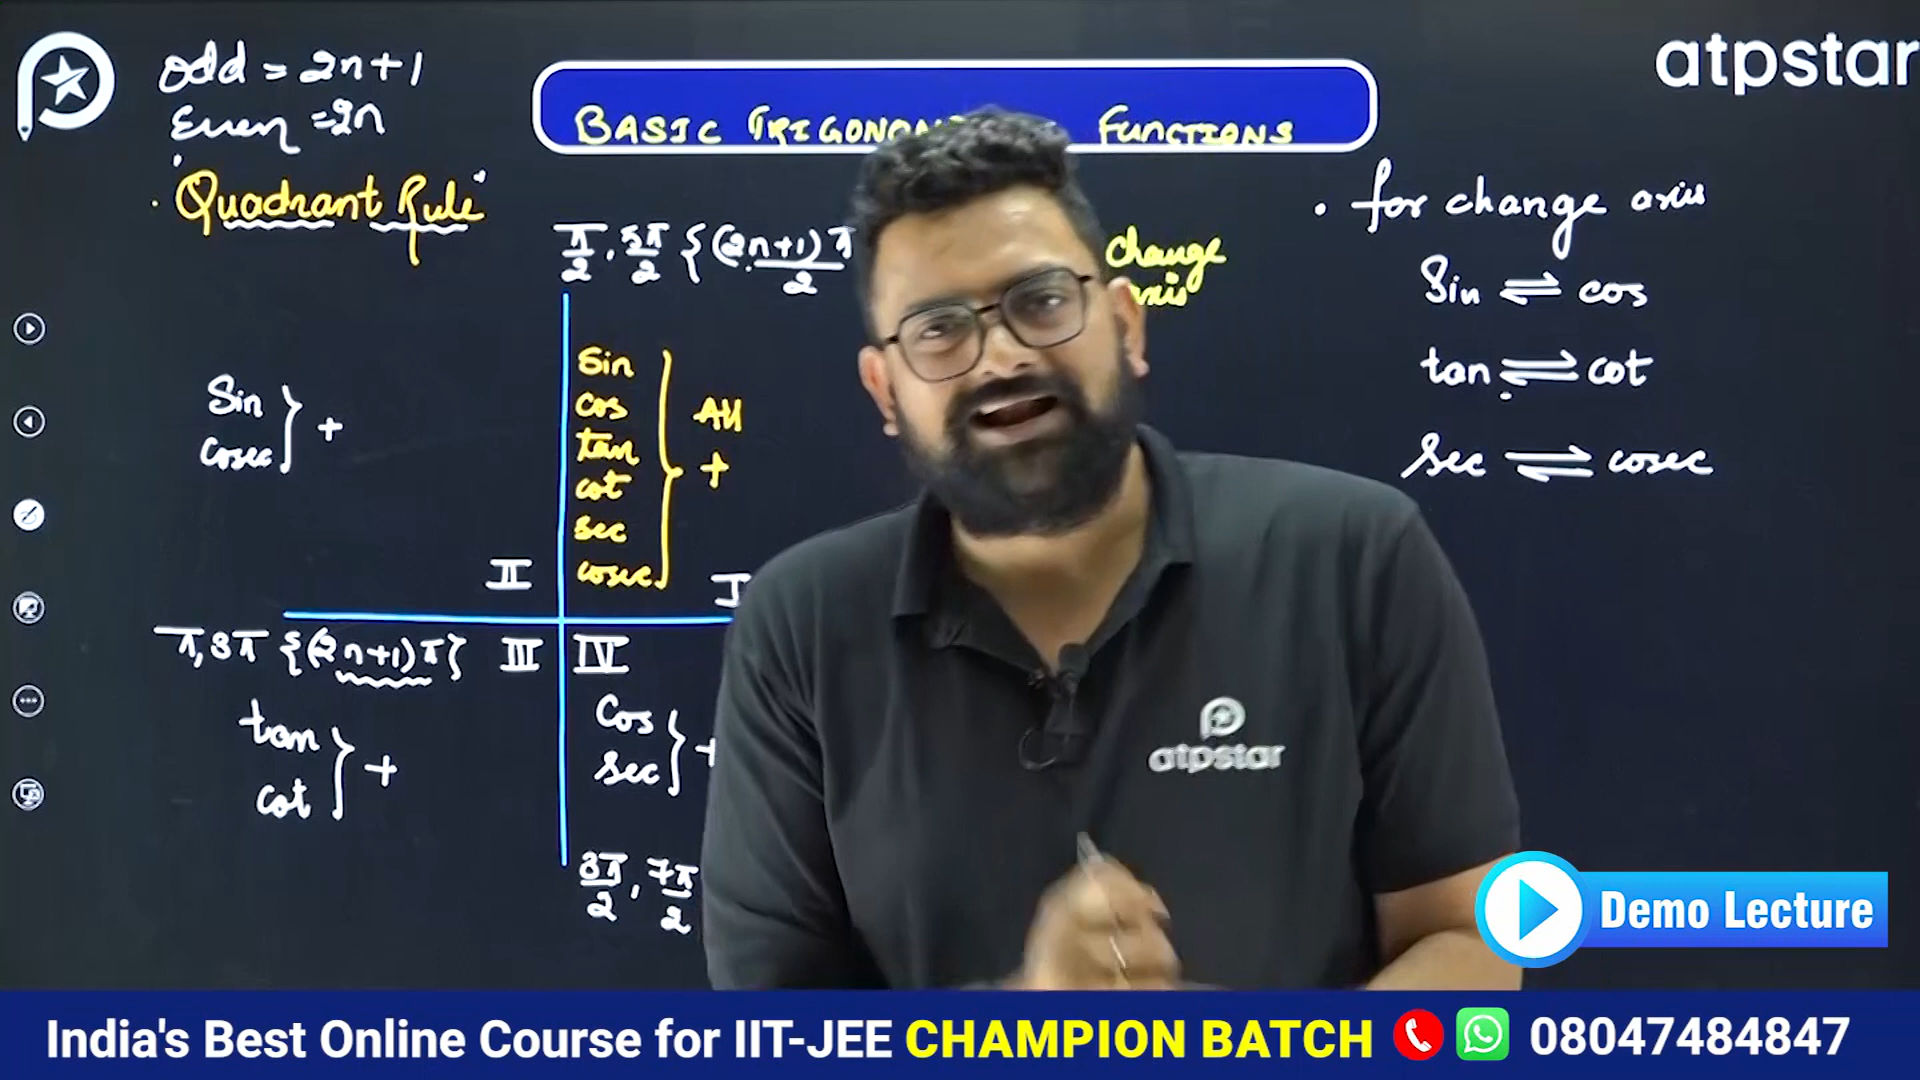 odd = 2n+1
Even = 2n
atpstar
BASIC TRIGONOM FUNCTIONS
. Quadrant Rule
π/2, 5π/2 {(2n+1)π/2
change
axis
. for change axis
Sin ⇌ cos
tan ⇌ cot
sec ⇌ cosec
Sin
cosec } +
Sin
cos
tan
cot
sec
cosec
} All +
II
I
π, 3π {(2n+1)π}
III
IV
tan
cot } +
Cos
sec } +
3π/2, 7π/2
atpstar
Demo Lecture
India's Best Online Course for IIT-JEE CHAMPION BATCH 08047484847